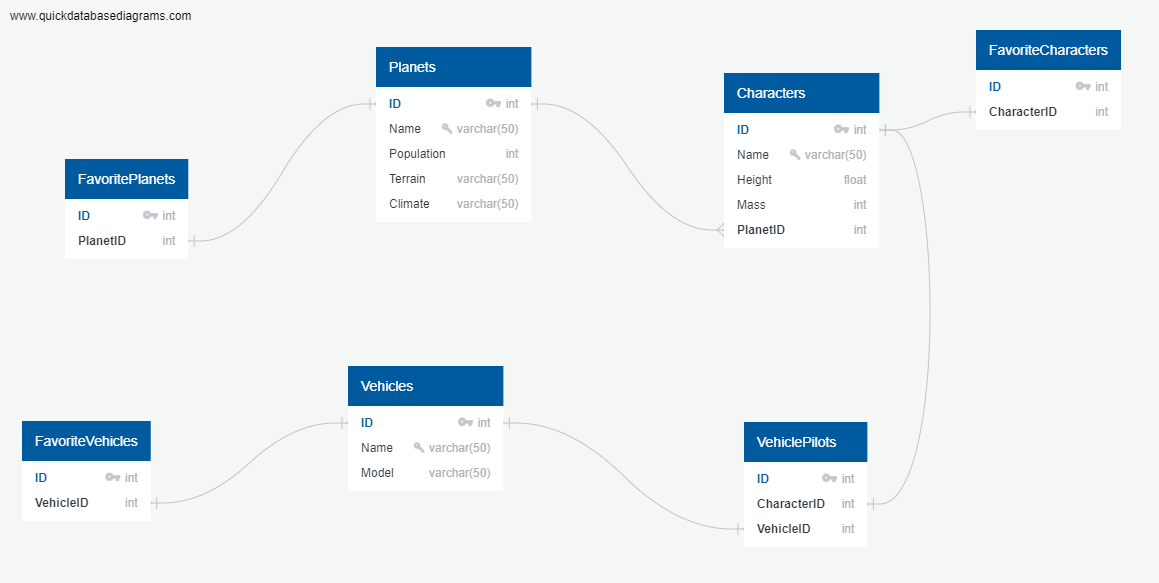 www.quickdatabasediagrams.com
Planets
ID int
Name varchar(50)
Population int
Terrain varchar(50)
Climate varchar(50)
Characters
ID int
Name varchar(50)
Height float
Mass int
PlanetID int
FavoriteCharacters
ID int
CharacterID int
FavoritePlanets
ID int
PlanetID int
Vehicles
ID int
Name varchar(50)
Model varchar(50)
FavoriteVehicles
ID int
VehicleID int
VehiclePilots
ID int
CharacterID int
VehicleID int